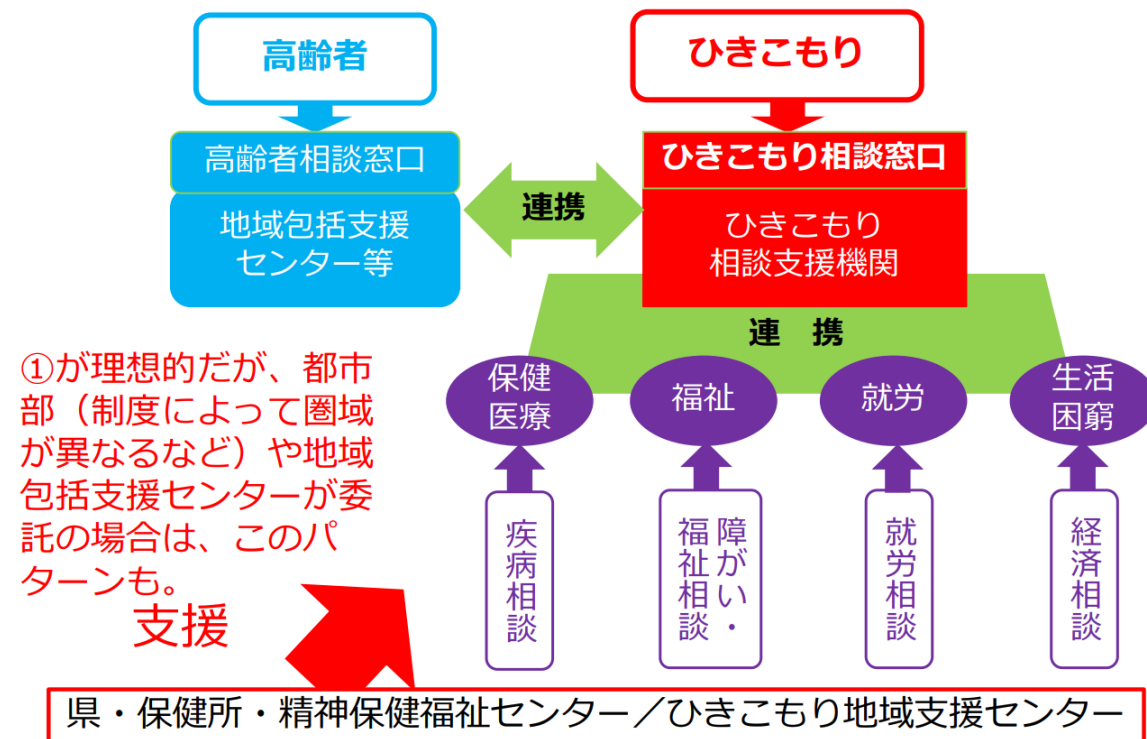 高齢者
ひきこもり
高齢者相談窓口
地域包括支援
センター等
連携
ひきこもり相談窓口
ひきこもり
相談支援機関
連　携
①が理想的だが、都市
部（制度によって圏域
が異なるなど）や地域
包括支援センターが委
託の場合は、このパ
ターンも。
支援
保健
医療
福祉
就労
生活
困窮
疾病相談
障がい・
福祉相談
就労相談
経済相談
県・保健所・精神保健福祉センター／ひきこもり地域支援センター